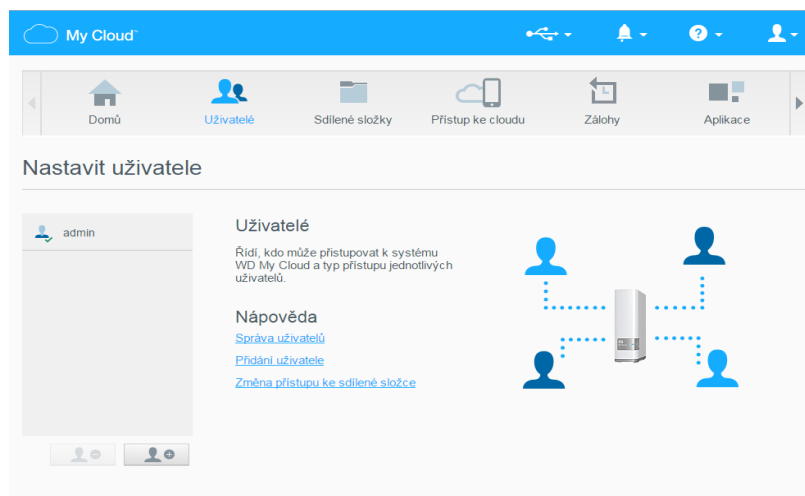 My Cloud™
Domů
Uživatelé
Sdílené složky
Přístup ke cloudu
Zálohy
Aplikace
Nastavit uživatele
admin
Uživatelé
Řídí, kdo může přistupovat k systému
WD My Cloud a typ přístupu jednotlivých
uživatelů.
Nápověda
Správa uživatelů
Přidání uživatele
Změna přístupu ke sdílené složce